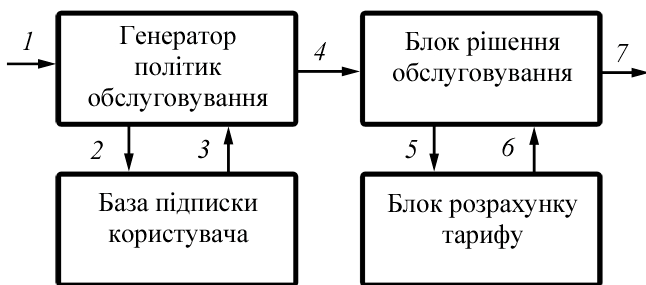 1
Генератор
політик
обслуговування
4
Блок рішення
обслуговування
7
2
3
5
6
База підписки
користувача
Блок розрахунку
тарифу